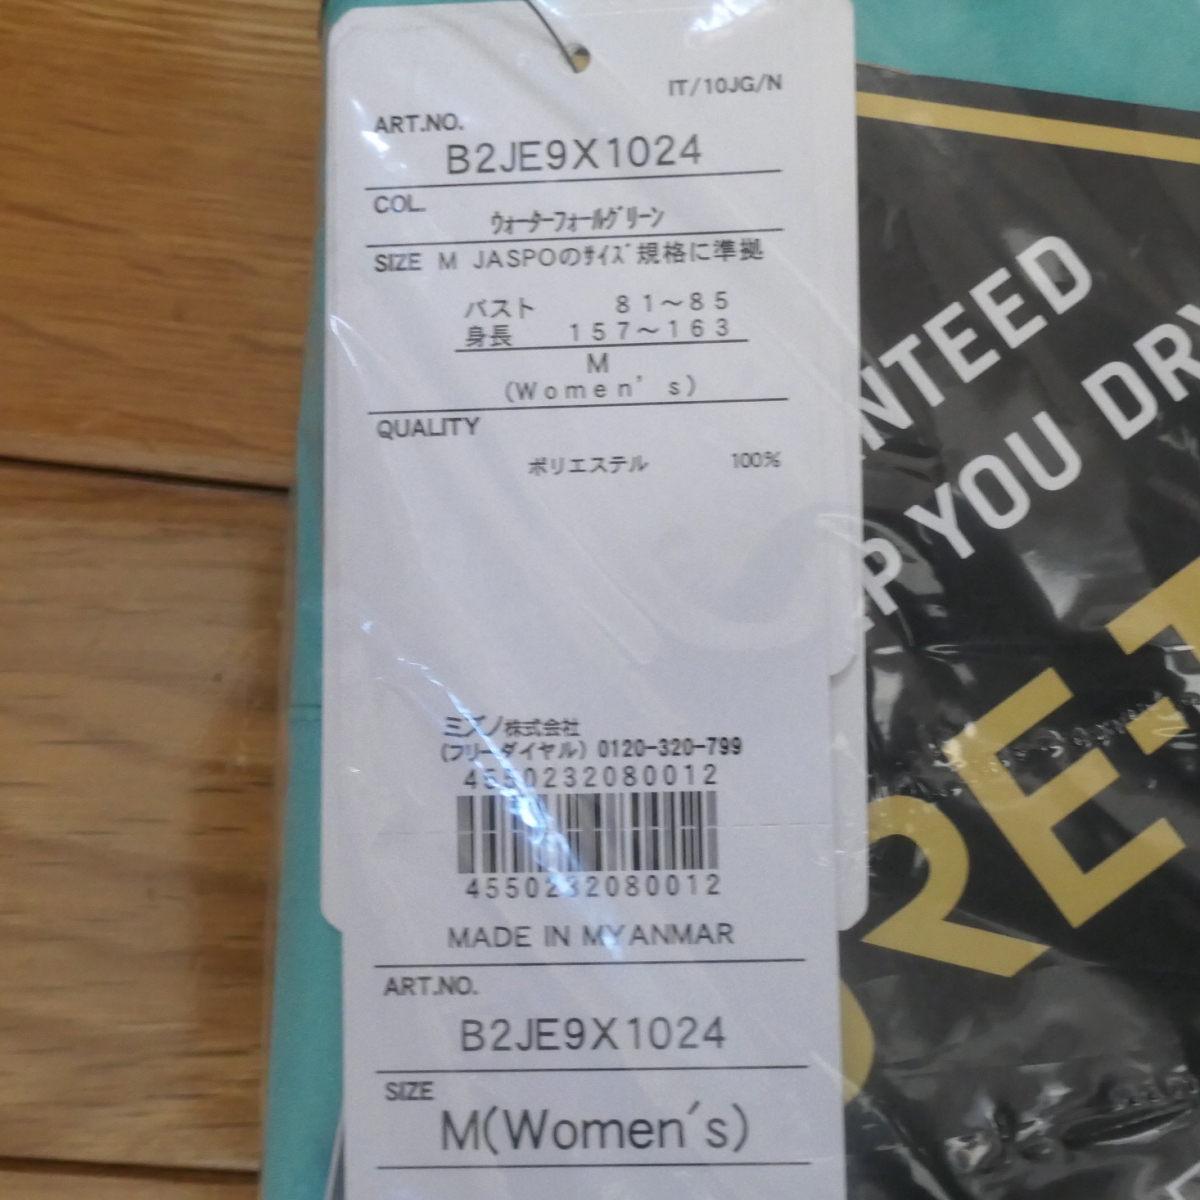 IT/10JG/N
ART.NO.
B2JE9X1024
COL.
ｳｫｰﾀｰﾌｫｰﾙｸﾞﾘｰﾝ
SIZE M JASPOのｻｲｽﾞ規格に準拠
バスト 81～85
身長 157～163
M
(Women's)
QUALITY
ポリエステル 100%
ミズノ株式会社
(フリーダイヤル) 0120-320-799
4550232080012
4550232080012
MADE IN MYANMAR
ART.NO.
B2JE9X1024
SIZE
M(Women's)
NTEED
P YOU DRY
RE-T